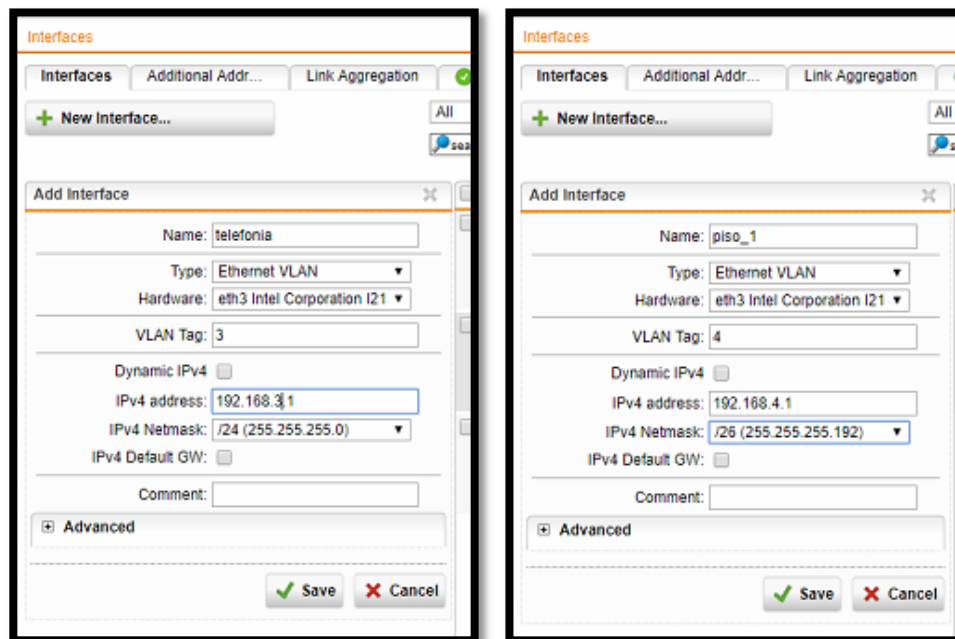 Interfaces
Interfaces Additional Addr... Link Aggregation
New Interface...
All
Add Interface
Name: telefonia
Type: Ethernet VLAN
Hardware: eth3 Intel Corporation I21
VLAN Tag: 3
Dynamic IPv4
IPv4 address: 192.168.3.1
IPv4 Netmask: /24 (255.255.255.0)
IPv4 Default GW:
Comment:
Advanced
Save Cancel
Interfaces
Interfaces Additional Addr... Link Aggregation
New Interface...
All
Add Interface
Name: piso_1
Type: Ethernet VLAN
Hardware: eth3 Intel Corporation I21
VLAN Tag: 4
Dynamic IPv4
IPv4 address: 192.168.4.1
IPv4 Netmask: /26 (255.255.255.192)
IPv4 Default GW:
Comment:
Advanced
Save Cancel